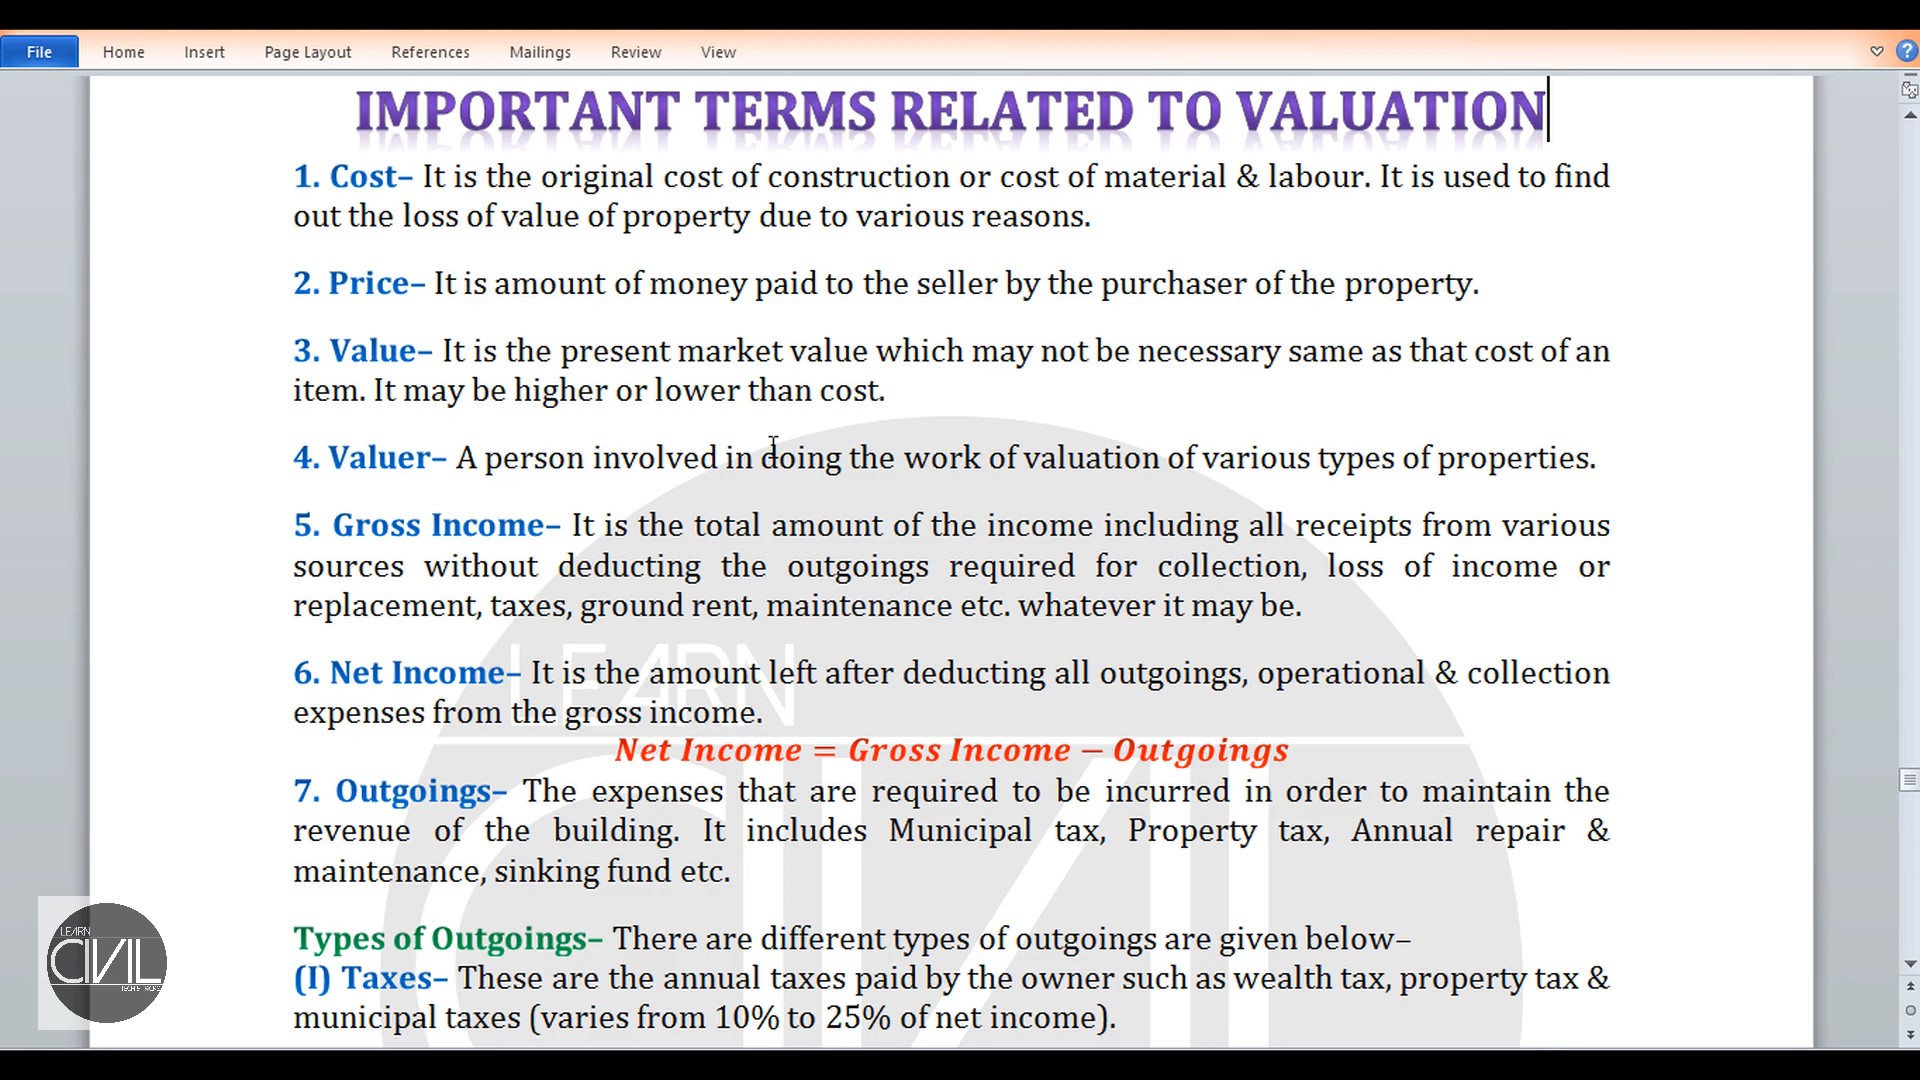 File Home Insert Page Layout References Mailings Review View
IMPORTANT TERMS RELATED TO VALUATION
1. Cost– It is the original cost of construction or cost of material & labour. It is used to find
out the loss of value of property due to various reasons.
2. Price– It is amount of money paid to the seller by the purchaser of the property.
3. Value– It is the present market value which may not be necessary same as that cost of an
item. It may be higher or lower than cost.
4. Valuer– A person involved in doing the work of valuation of various types of properties.
5. Gross Income– It is the total amount of the income including all receipts from various
sources without deducting the outgoings required for collection, loss of income or
replacement, taxes, ground rent, maintenance etc. whatever it may be.
6. Net Income– It is the amount left after deducting all outgoings, operational & collection
expenses from the gross income.
Net Income = Gross Income − Outgoings
7. Outgoings– The expenses that are required to be incurred in order to maintain the
revenue of the building. It includes Municipal tax, Property tax, Annual repair &
maintenance, sinking fund etc.
Types of Outgoings– There are different types of outgoings are given below–
(I) Taxes– These are the annual taxes paid by the owner such as wealth tax, property tax &
municipal taxes (varies from 10% to 25% of net income).
LEARN
CIVIL
LEARN
CIVIL